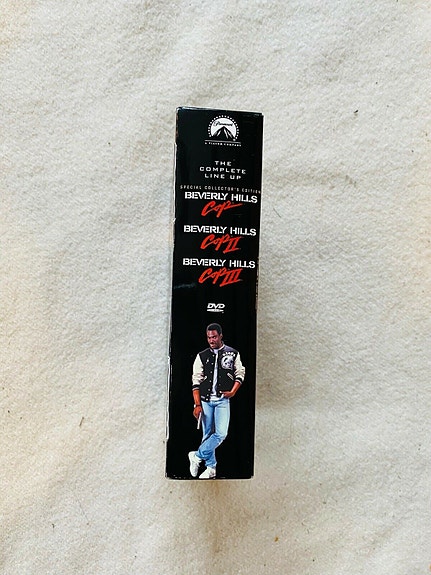 Paramount
A VIACOM COMPANY
THE
COMPLETE
LINE UP
SPECIAL COLLECTOR'S EDITION
BEVERLY HILLS
Cop
BEVERLY HILLS
Cop II
BEVERLY HILLS
Cop III
DVD